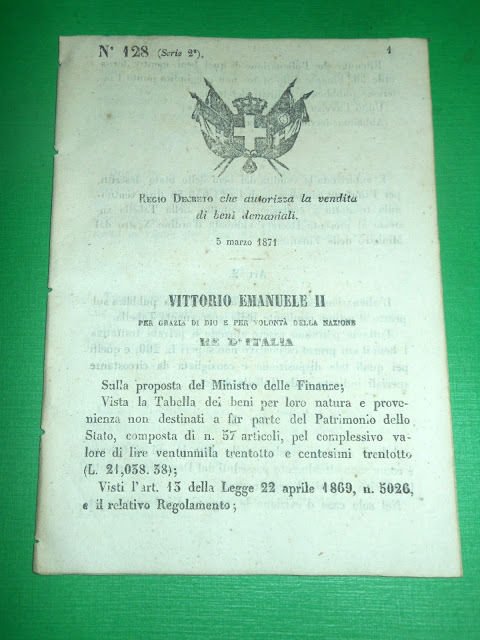 N° 128 (Serie 2ª). 1
REGIO DECRETO che autorizza la vendita
di beni demaniali.
5 marzo 1871
VITTORIO EMANUELE II
PER GRAZIA DI DIO E PER VOLONTÀ DELLA NAZIONE
RE D'ITALIA
Sulla proposta del Ministro delle Finanze;
Vista la Tabella dei beni per loro natura e prove-
nienza non destinati a far parte del Patrimonio dello
Stato, composta di n. 57 articoli, pel complessivo va-
lore di lire ventunmila trentotto e centesimi trentotto
(L. 21,038. 38);
Visti l'art. 13 della Legge 22 aprile 1869, n. 5026,
e il relativo Regolamento;